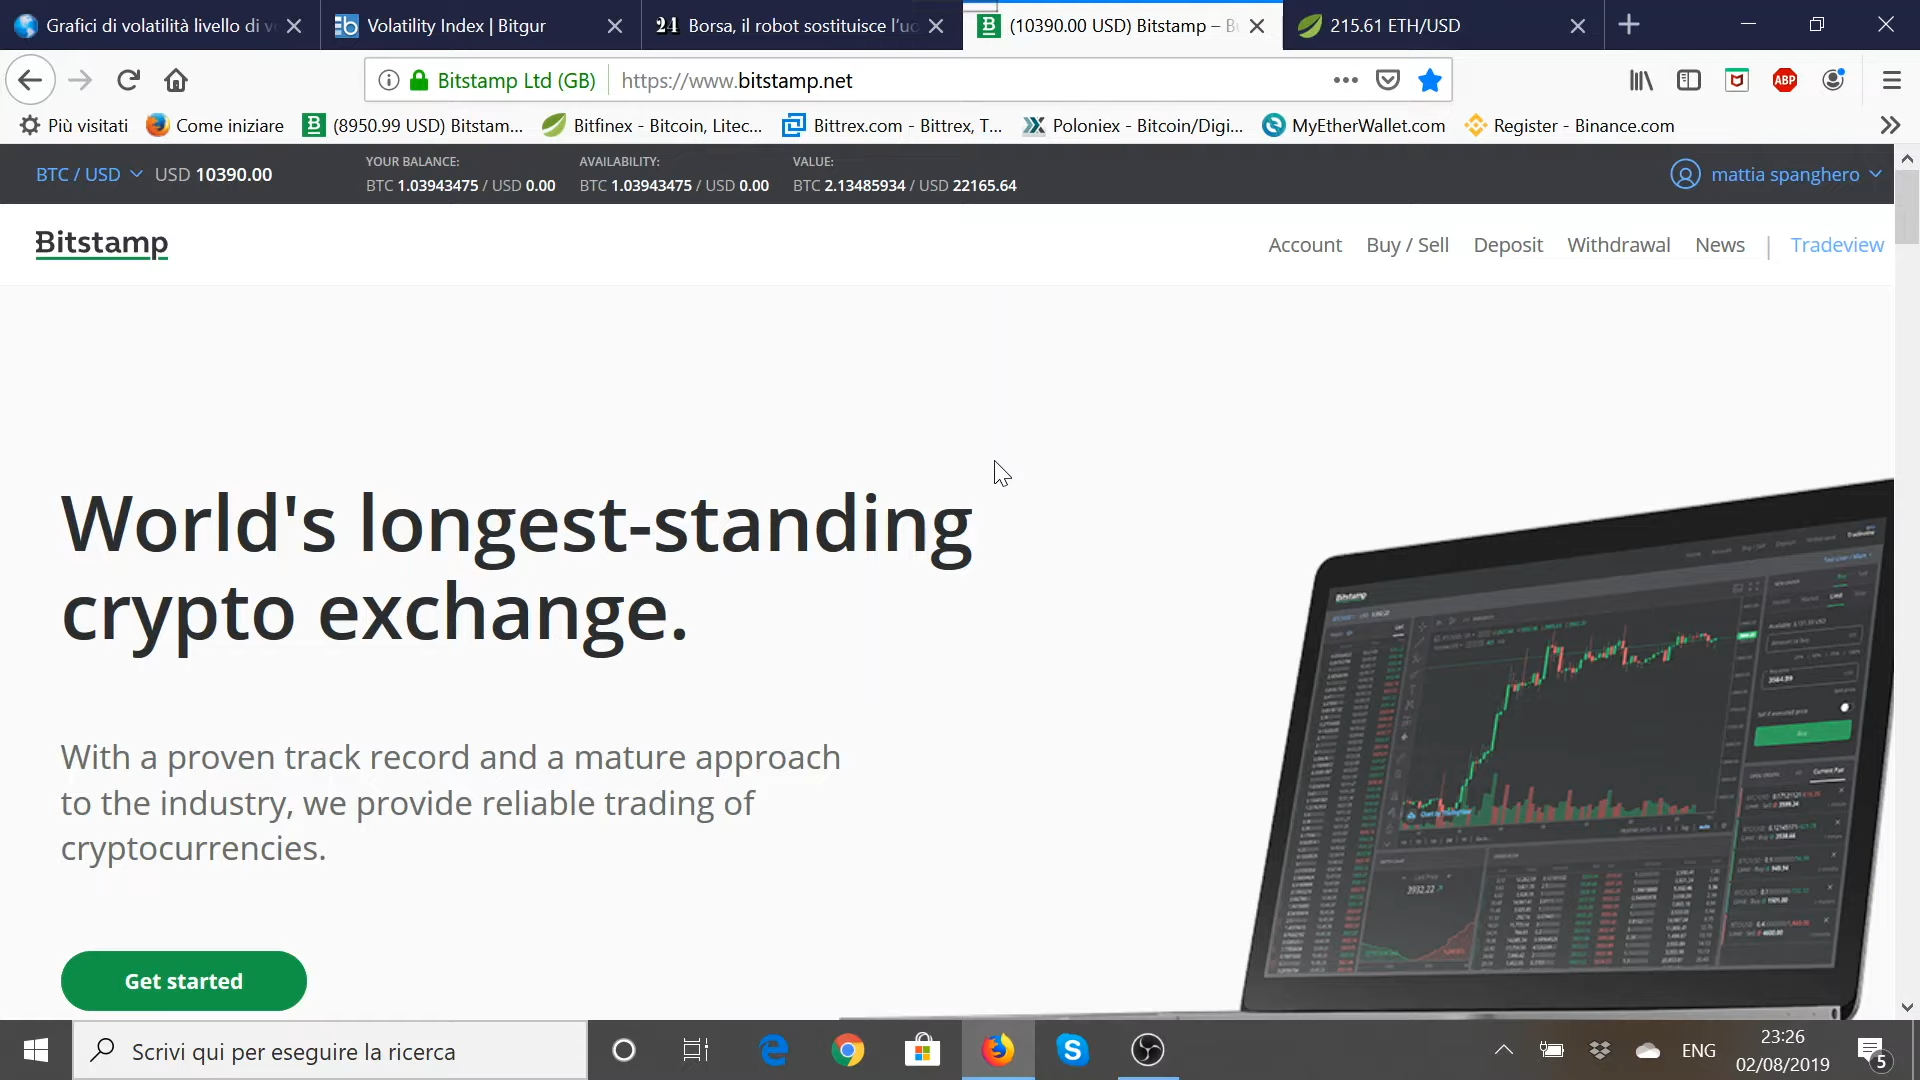 Grafici di volatilità livello di v
Volatility Index | Bitgur
24 Borsa, il robot sostituisce l'uo
(10390.00 USD) Bitstamp – B
215.61 ETH/USD
Bitstamp Ltd (GB)
https://www.bitstamp.net
ABP
Più visitati
Come iniziare
(8950.99 USD) Bitstam...
Bitfinex - Bitcoin, Litec...
Bittrex.com - Bittrex, T...
Poloniex - Bitcoin/Digi...
MyEtherWallet.com
Register - Binance.com
BTC / USD USD 10390.00
YOUR BALANCE:
BTC 1.03943475 / USD 0.00
AVAILABILITY:
BTC 1.03943475 / USD 0.00
VALUE:
BTC 2.13485934 / USD 22165.64
mattia spanghero
Bitstamp
Account Buy / Sell Deposit Withdrawal News | Tradeview
World's longest-standing
crypto exchange.
With a proven track record and a mature approach
to the industry, we provide reliable trading of
cryptocurrencies.
Get started
Bitstamp
3932.22
Scrivi qui per eseguire la ricerca
ENG
23:26
02/08/2019
5